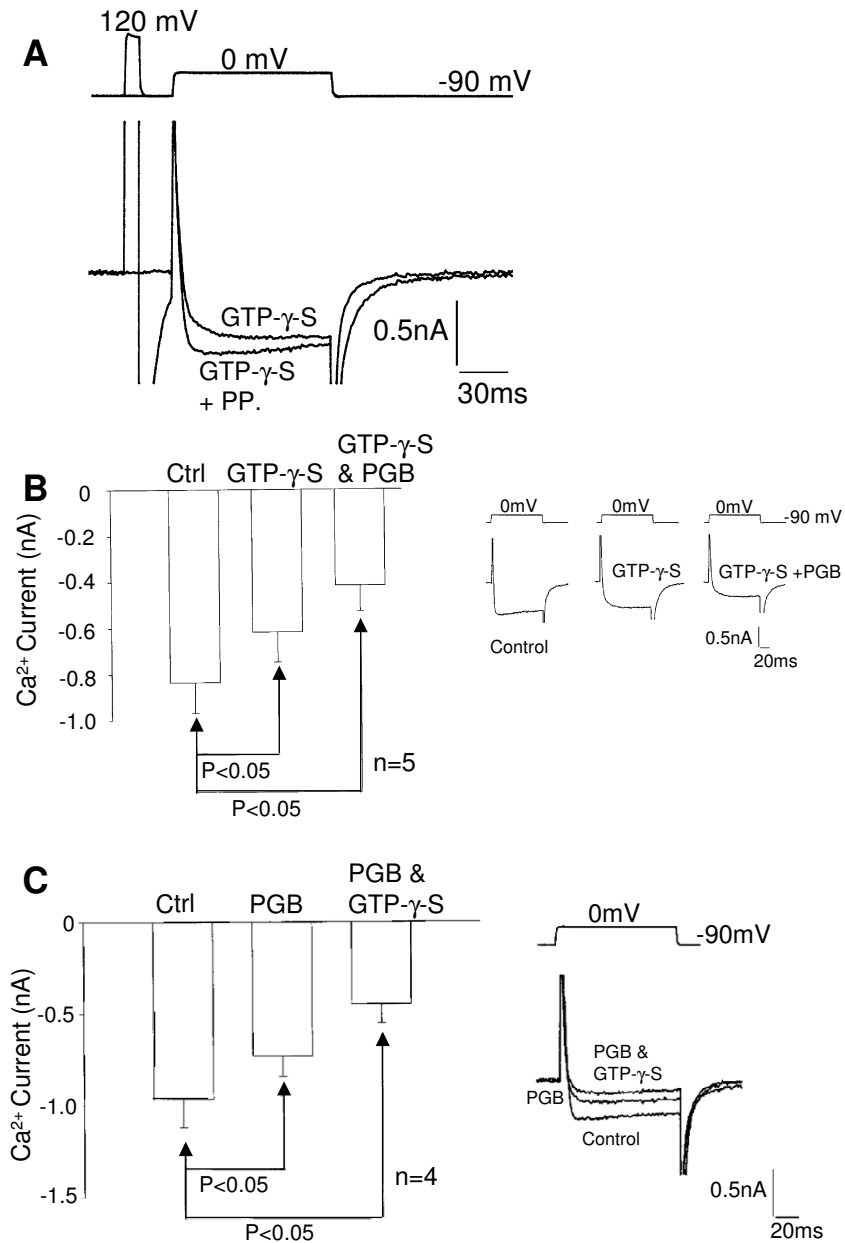 A
120 mV
0 mV
-90 mV
GTP-γ-S
GTP-γ-S
+ PP.
0.5nA
30ms
B
Ctrl
GTP-γ-S
GTP-γ-S
& PGB
Ca²⁺ Current (nA)
0
-0.2
-0.4
-0.6
-0.8
-1.0
P<0.05
P<0.05
n=5
0mV
0mV
0mV
-90 mV
Control
GTP-γ-S
GTP-γ-S +PGB
0.5nA
20ms
C
Ctrl
PGB
PGB &
GTP-γ-S
Ca²⁺ Current (nA)
0
-0.5
-1.0
-1.5
P<0.05
P<0.05
n=4
0mV
-90mV
PGB &
GTP-γ-S
PGB
Control
0.5nA
20ms